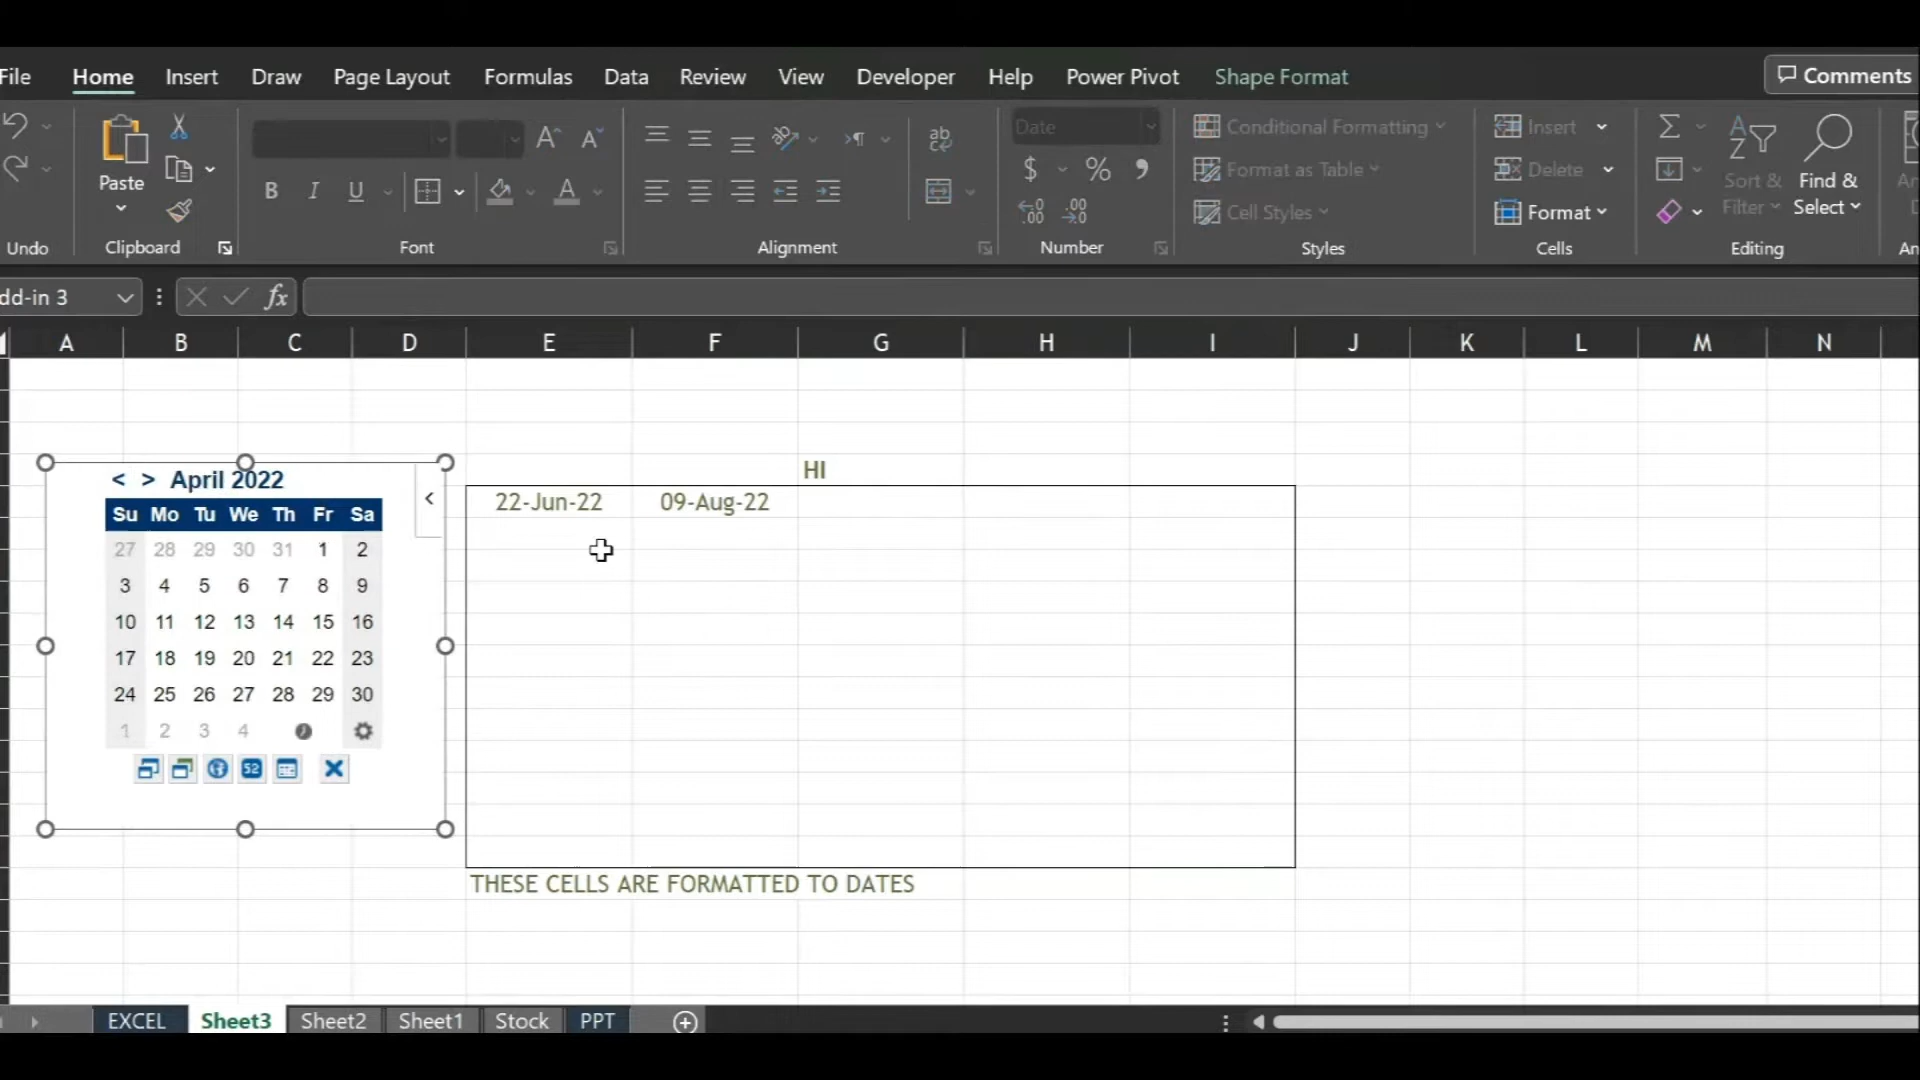 File Home Insert Draw Page Layout Formulas Data Review View Developer Help Power Pivot Shape Format Comments
Date Conditional Formatting Insert
Paste $ % Format as Table Delete Sort & Find &
B I U A Cell Styles Format Filter Select
Undo Clipboard Font Alignment Number Styles Cells Editing An
dd-in 3 fx
A B C D E F G H I J K L M N
< > April 2022 HI
22-Jun-22 09-Aug-22
Su Mo Tu We Th Fr Sa
27 28 29 30 31 1 2
3 4 5 6 7 8 9
10 11 12 13 14 15 16
17 18 19 20 21 22 23
24 25 26 27 28 29 30
1 2 3 4
52
THESE CELLS ARE FORMATTED TO DATES
EXCEL Sheet3 Sheet2 Sheet1 Stock PPT